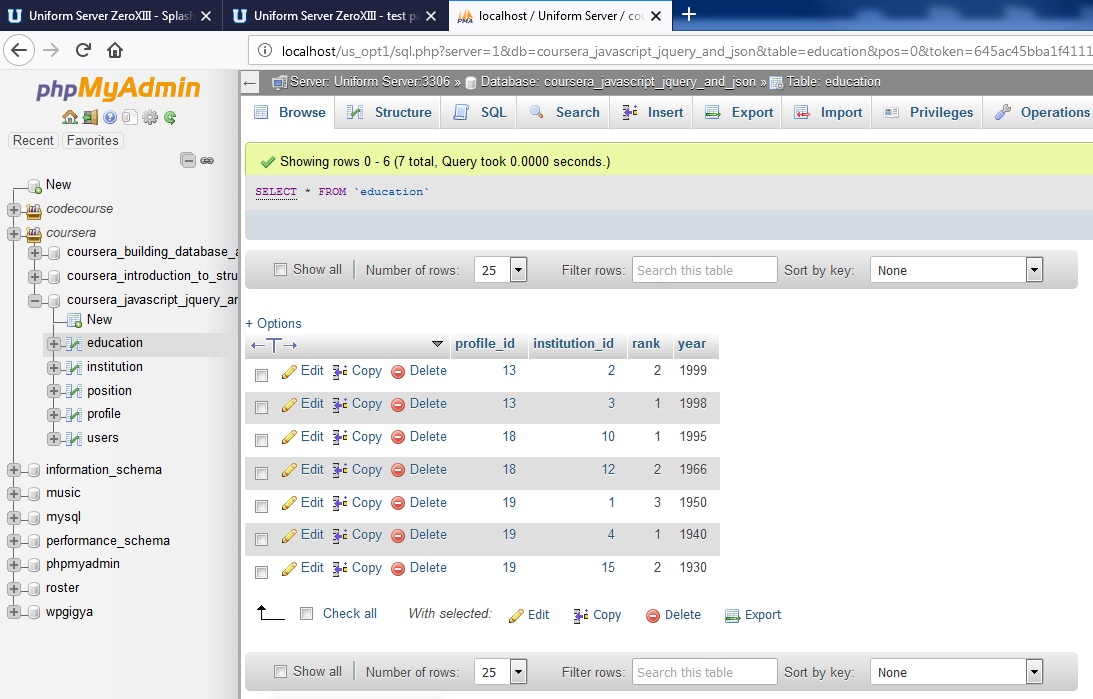 Uniform Server ZeroXIII - Splash
Uniform Server ZeroXIII - test pa
localhost / Uniform Server / cou
localhost/us_opt1/sql.php?server=1&db=coursera_javascript_jquery_and_json&table=education&pos=0&token=645ac45bba1f4111
phpMyAdmin
Recent Favorites
New
codecourse
coursera
coursera_building_database_a
coursera_introduction_to_stru
coursera_javascript_jquery_an
New
education
institution
position
profile
users
information_schema
music
mysql
performance_schema
phpmyadmin
roster
wpgigya
Server: Uniform Server:3306 » Database: coursera_javascript_jquery_and_json » Table: education
Browse Structure SQL Search Insert Export Import Privileges Operations
Showing rows 0 - 6 (7 total, Query took 0.0000 seconds.)
SELECT * FROM `education`
Show all Number of rows: 25 Filter rows: Search this table Sort by key: None
+ Options
profile_id institution_id rank year
Edit Copy Delete 13 2 2 1999
Edit Copy Delete 13 3 1 1998
Edit Copy Delete 18 10 1 1995
Edit Copy Delete 18 12 2 1966
Edit Copy Delete 19 1 3 1950
Edit Copy Delete 19 4 1 1940
Edit Copy Delete 19 15 2 1930
Check all With selected: Edit Copy Delete Export
Show all Number of rows: 25 Filter rows: Search this table Sort by key: None